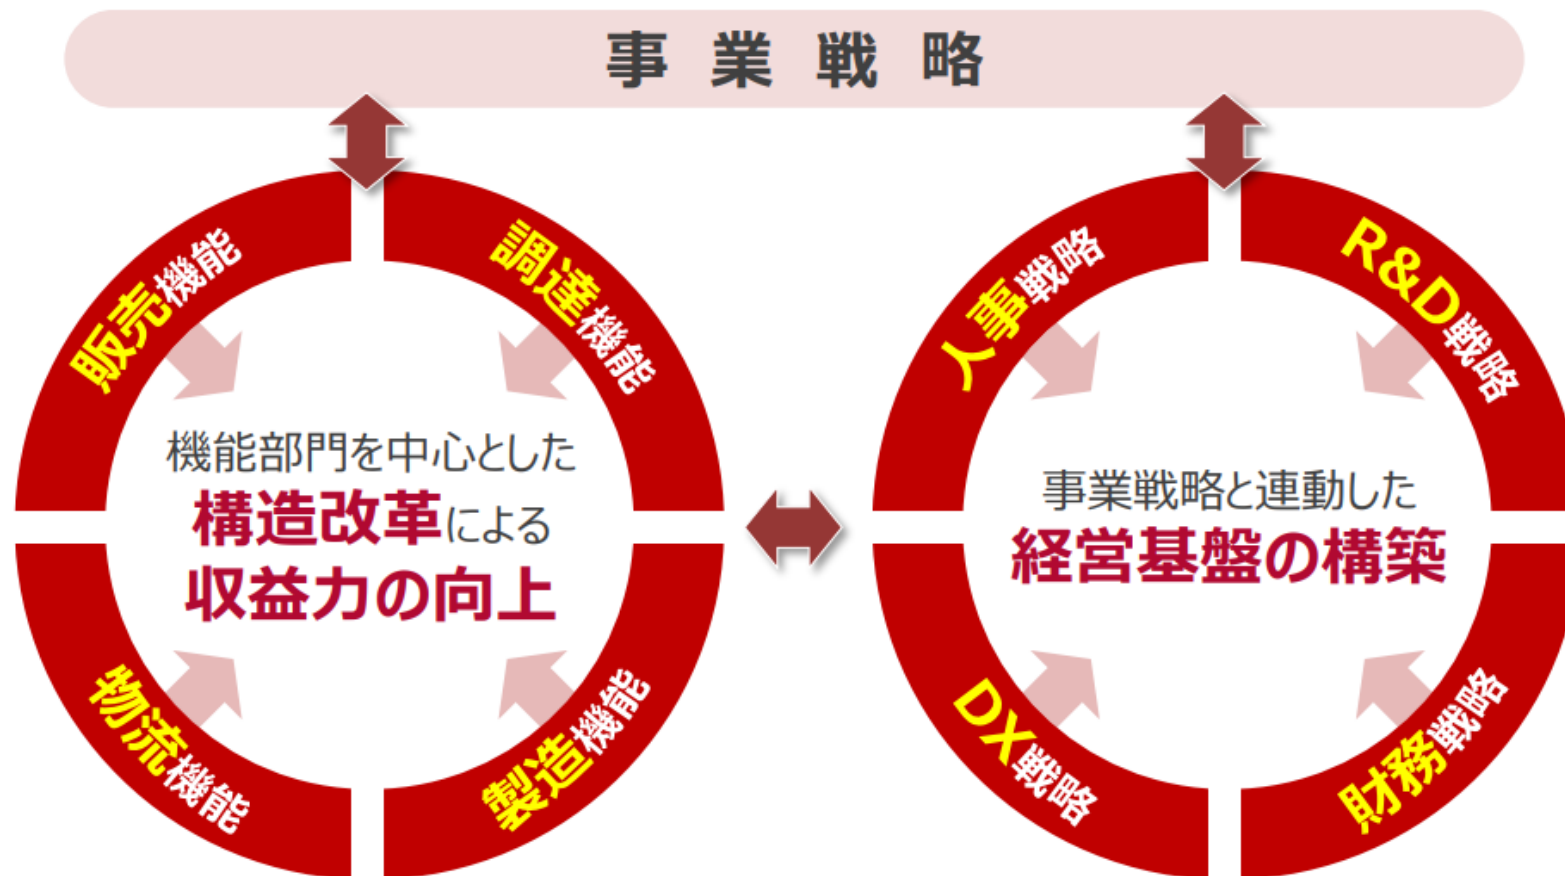 事業戦略
販売機能
調達機能
機能部門を中心とした
構造改革による
収益力の向上
物流機能
製造機能
人事戦略
R&D戦略
事業戦略と連動した
経営基盤の構築
DX戦略
財務戦略